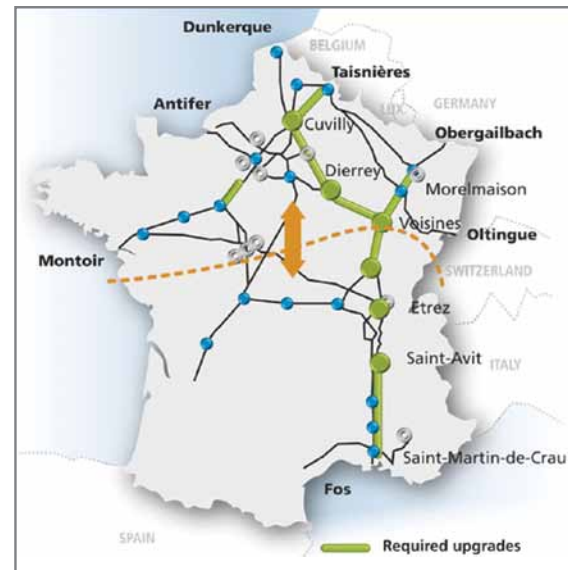 Dunkerque
BELGIUM
Taisnières
LUX.
GERMANY
Antifer
Cuvilly
Obergailbach
Dierrey
Morelmaison
Voisines
Oltingue
Montoir
SWITZERLAND
Etrez
Saint-Avit
ITALY
Saint-Martin-de-Crau
Fos
SPAIN
Required upgrades